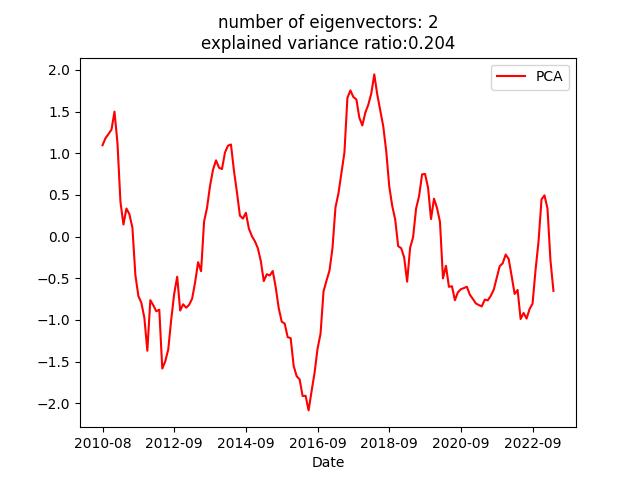 number of eigenvectors: 2
explained variance ratio:0.204
PCA
2.0
1.5
1.0
0.5
0.0
−0.5
−1.0
−1.5
−2.0
2010-08 2012-09 2014-09 2016-09 2018-09 2020-09 2022-09
Date